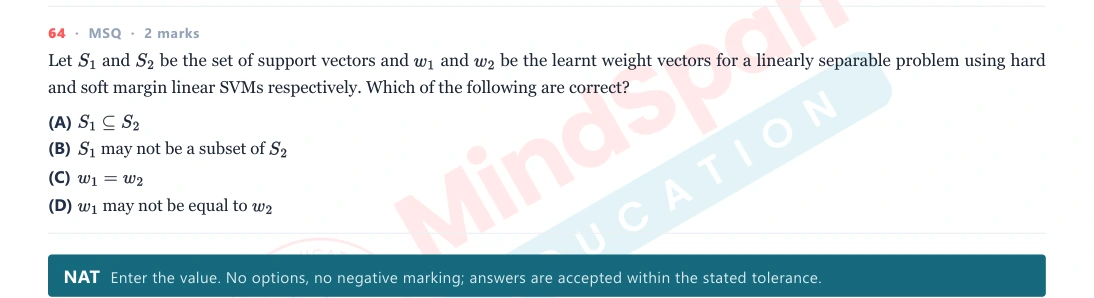 64 · MSQ · 2 marks
Let S₁ and S₂ be the set of support vectors and w₁ and w₂ be the learnt weight vectors for a linearly separable problem using hard
and soft margin linear SVMs respectively. Which of the following are correct?
(A) S₁ ⊆ S₂
(B) S₁ may not be a subset of S₂
(C) w₁ = w₂
(D) w₁ may not be equal to w₂
MindSpan
UCATION
NAT Enter the value. No options, no negative marking; answers are accepted within the stated tolerance.